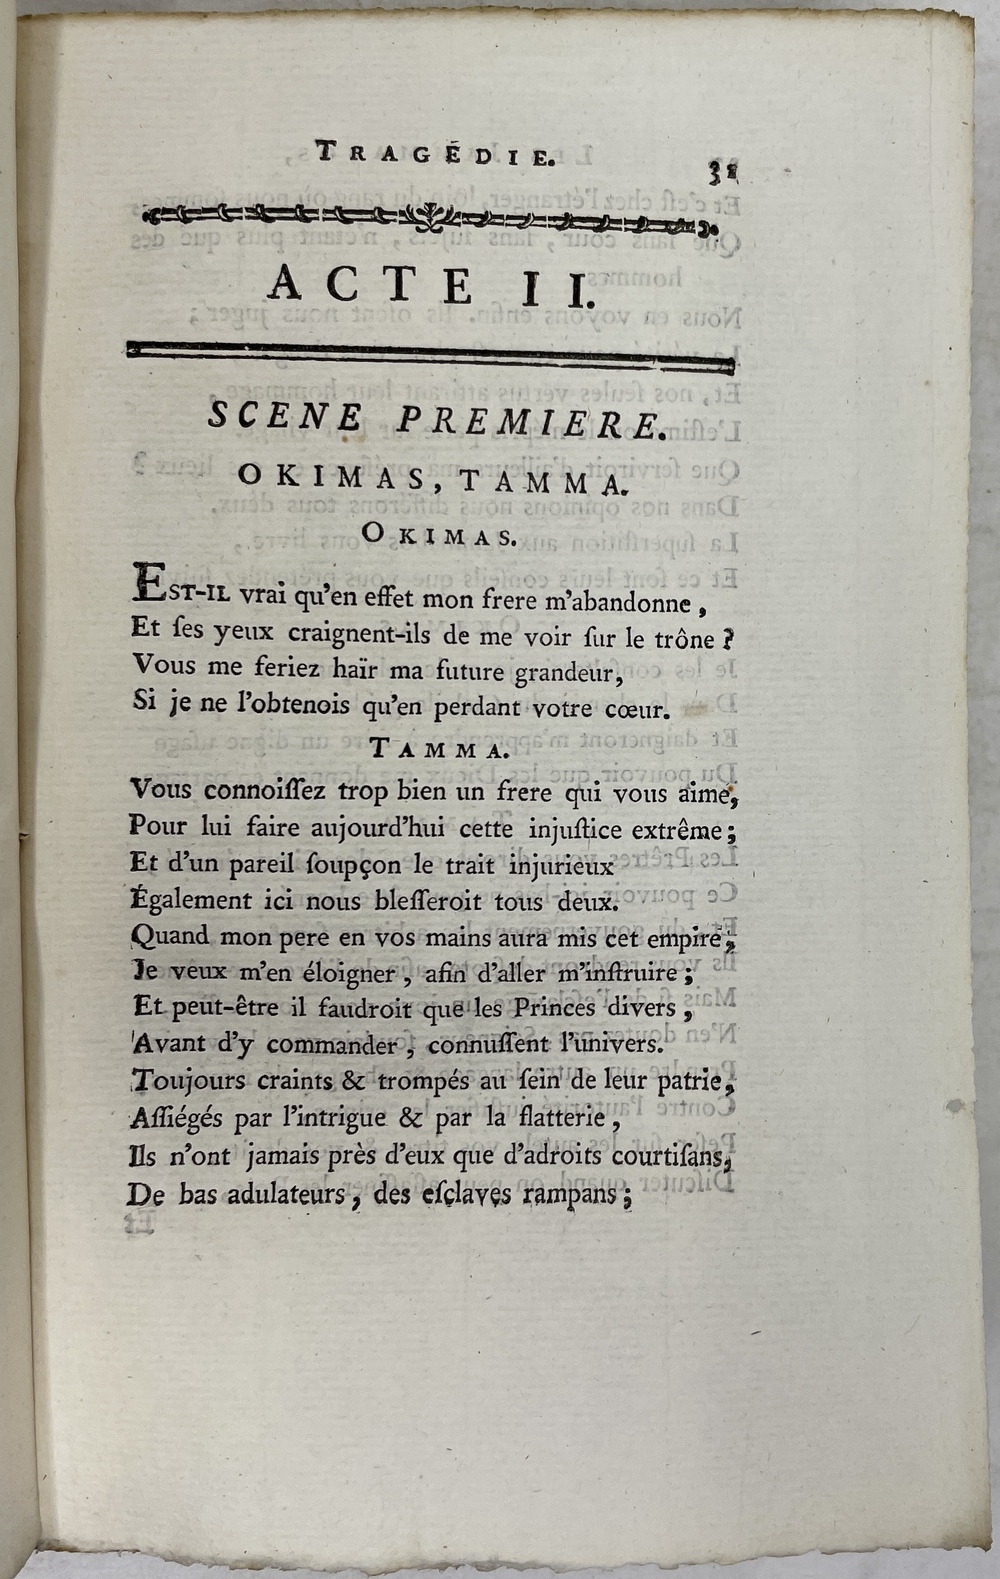 TRAGÉDIE. 31
ACTE II.
SCENE PREMIERE.
OKIMAS, TAMMA.
OKIMAS.
EST-IL vrai qu'en effet mon frere m'abandonne,
Et ſes yeux craignent-ils de me voir ſur le trône ?
Vous me feriez haïr ma future grandeur,
Si je ne l'obtenois qu'en perdant votre cœur.
TAMMA.
Vous connoiſſez trop bien un frere qui vous aime,
Pour lui faire aujourd'hui cette injuſtice extrême ;
Et d'un pareil ſoupçon le trait injurieux
Également ici nous bleſſeroit tous deux.
Quand mon pere en vos mains aura mis cet empire,
Je veux m'en éloigner, afin d'aller m'inſtruire ;
Et peut-être il faudroit que les Princes divers,
Avant d'y commander, connuſſent l'univers.
Toujours craints & trompés au ſein de leur patrie,
Aſſiégés par l'intrigue & par la flatterie,
Ils n'ont jamais près d'eux que d'adroits courtiſans,
De bas adulateurs, des eſclaves rampans ;